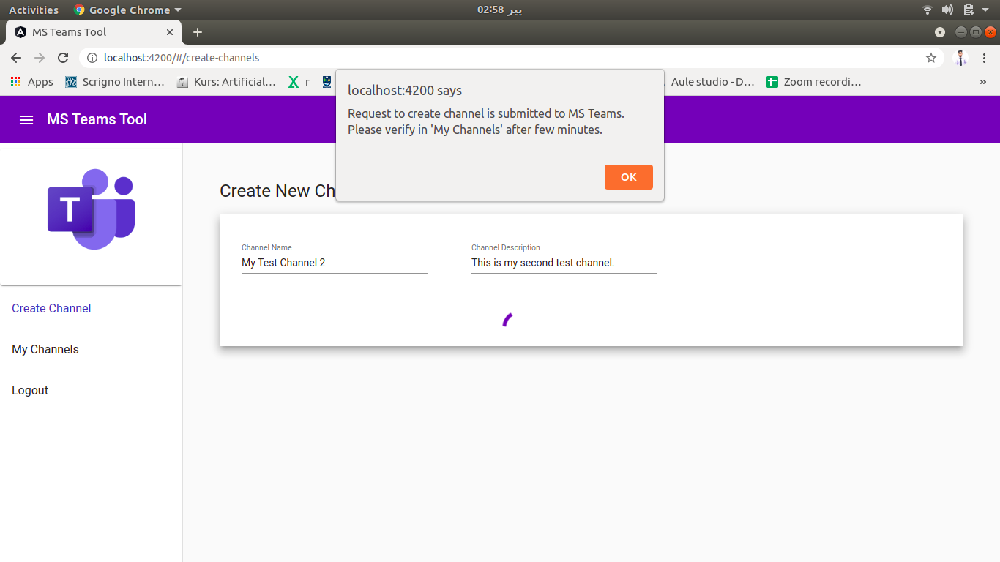 Activities Google Chrome 02:58 پیر
MS Teams Tool
localhost:4200/#/create-channels
Apps Scrigno Intern... Kurs: Artificial... r Aule studio - D... Zoom recordi... »
localhost:4200 says
Request to create channel is submitted to MS Teams.
Please verify in 'My Channels' after few minutes.
OK
MS Teams Tool
T
Create New Ch
Channel Name Channel Description
My Test Channel 2 This is my second test channel.
Create Channel
My Channels
Logout